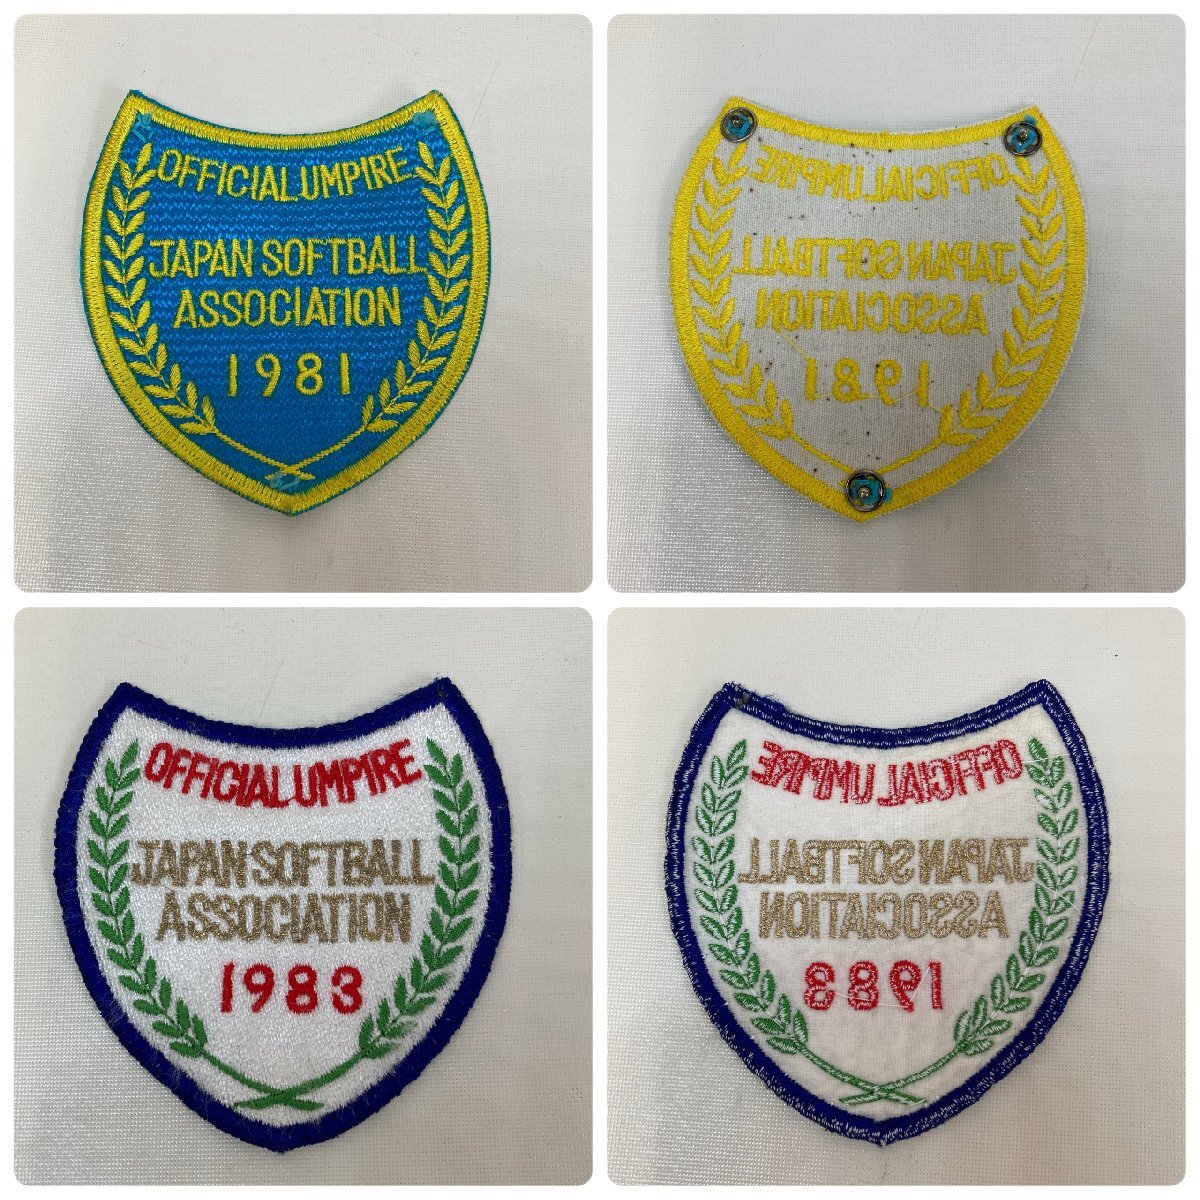 OFFICIAL UMPIRE
JAPAN SOFTBALL
ASSOCIATION
1981
OFFICIAL UMPIRE
JAPAN SOFTBALL
ASSOCIATION
1981
OFFICIAL UMPIRE
JAPAN SOFTBALL
ASSOCIATION
1983
OFFICIAL UMPIRE
JAPAN SOFTBALL
ASSOCIATION
1983